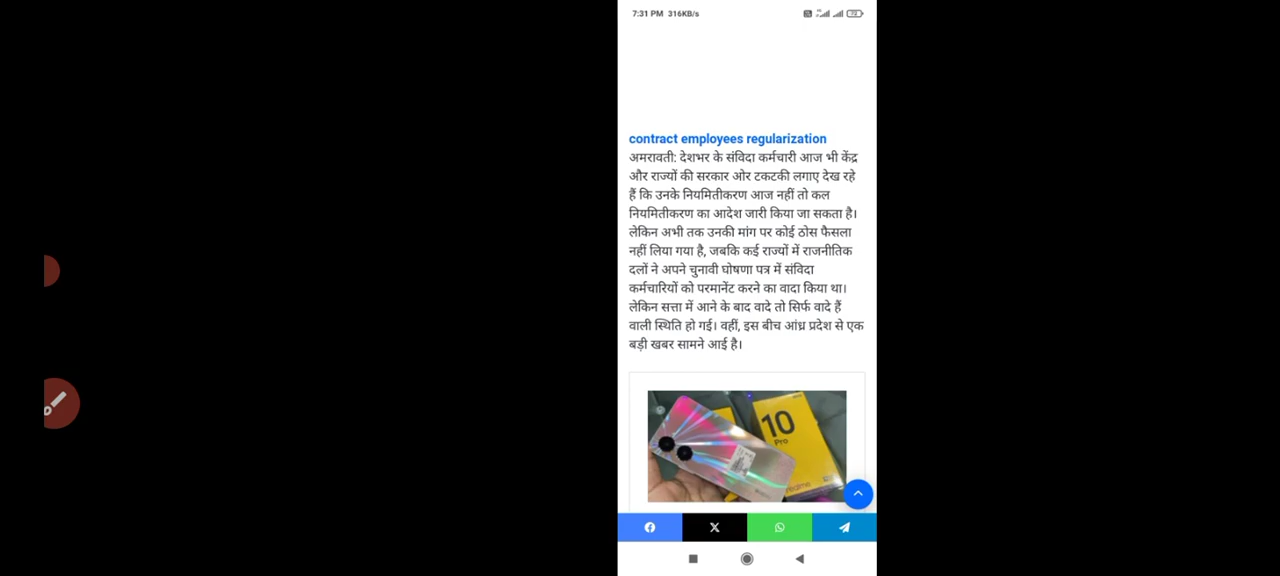 7:31 PM 316KB/s
contract employees regularization
अमरावती: देशभर के संविदा कर्मचारी आज भी केंद्र
और राज्यों की सरकार ओर टकटकी लगाए देख रहे
हैं कि उनके नियमितीकरण आज नहीं तो कल
नियमितीकरण का आदेश जारी किया जा सकता है।
लेकिन अभी तक उनकी मांग पर कोई ठोस फैसला
नहीं लिया गया है, जबकि कई राज्यों में राजनीतिक
दलों ने अपने चुनावी घोषणा पत्र में संविदा
कर्मचारियों को परमानेंट करने का वादा किया था।
लेकिन सत्ता में आने के बाद वादे तो सिर्फ वादे हैं
वाली स्थिति हो गई। वहीं, इस बीच आंध्र प्रदेश से एक
बड़ी खबर सामने आई है।
10
Pro
realme